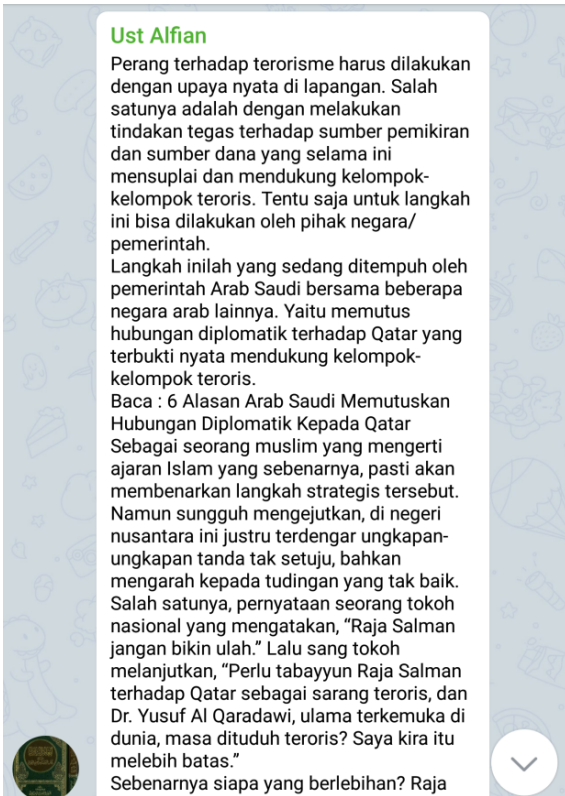 Ust Alfian
Perang terhadap terorisme harus dilakukan
dengan upaya nyata di lapangan. Salah
satunya adalah dengan melakukan
tindakan tegas terhadap sumber pemikiran
dan sumber dana yang selama ini
mensuplai dan mendukung kelompok-
kelompok teroris. Tentu saja untuk langkah
ini bisa dilakukan oleh pihak negara/
pemerintah.
Langkah inilah yang sedang ditempuh oleh
pemerintah Arab Saudi bersama beberapa
negara arab lainnya. Yaitu memutus
hubungan diplomatik terhadap Qatar yang
terbukti nyata mendukung kelompok-
kelompok teroris.
Baca : 6 Alasan Arab Saudi Memutuskan
Hubungan Diplomatik Kepada Qatar
Sebagai seorang muslim yang mengerti
ajaran Islam yang sebenarnya, pasti akan
membenarkan langkah strategis tersebut.
Namun sungguh mengejutkan, di negeri
nusantara ini justru terdengar ungkapan-
ungkapan tanda tak setuju, bahkan
mengarah kepada tudingan yang tak baik.
Salah satunya, pernyataan seorang tokoh
nasional yang mengatakan, “Raja Salman
jangan bikin ulah.” Lalu sang tokoh
melanjutkan, “Perlu tabayyun Raja Salman
terhadap Qatar sebagai sarang teroris, dan
Dr. Yusuf Al Qaradawi, ulama terkemuka di
dunia, masa dituduh teroris? Saya kira itu
melebih batas.”
Sebenarnya siapa yang berlebihan? Raja